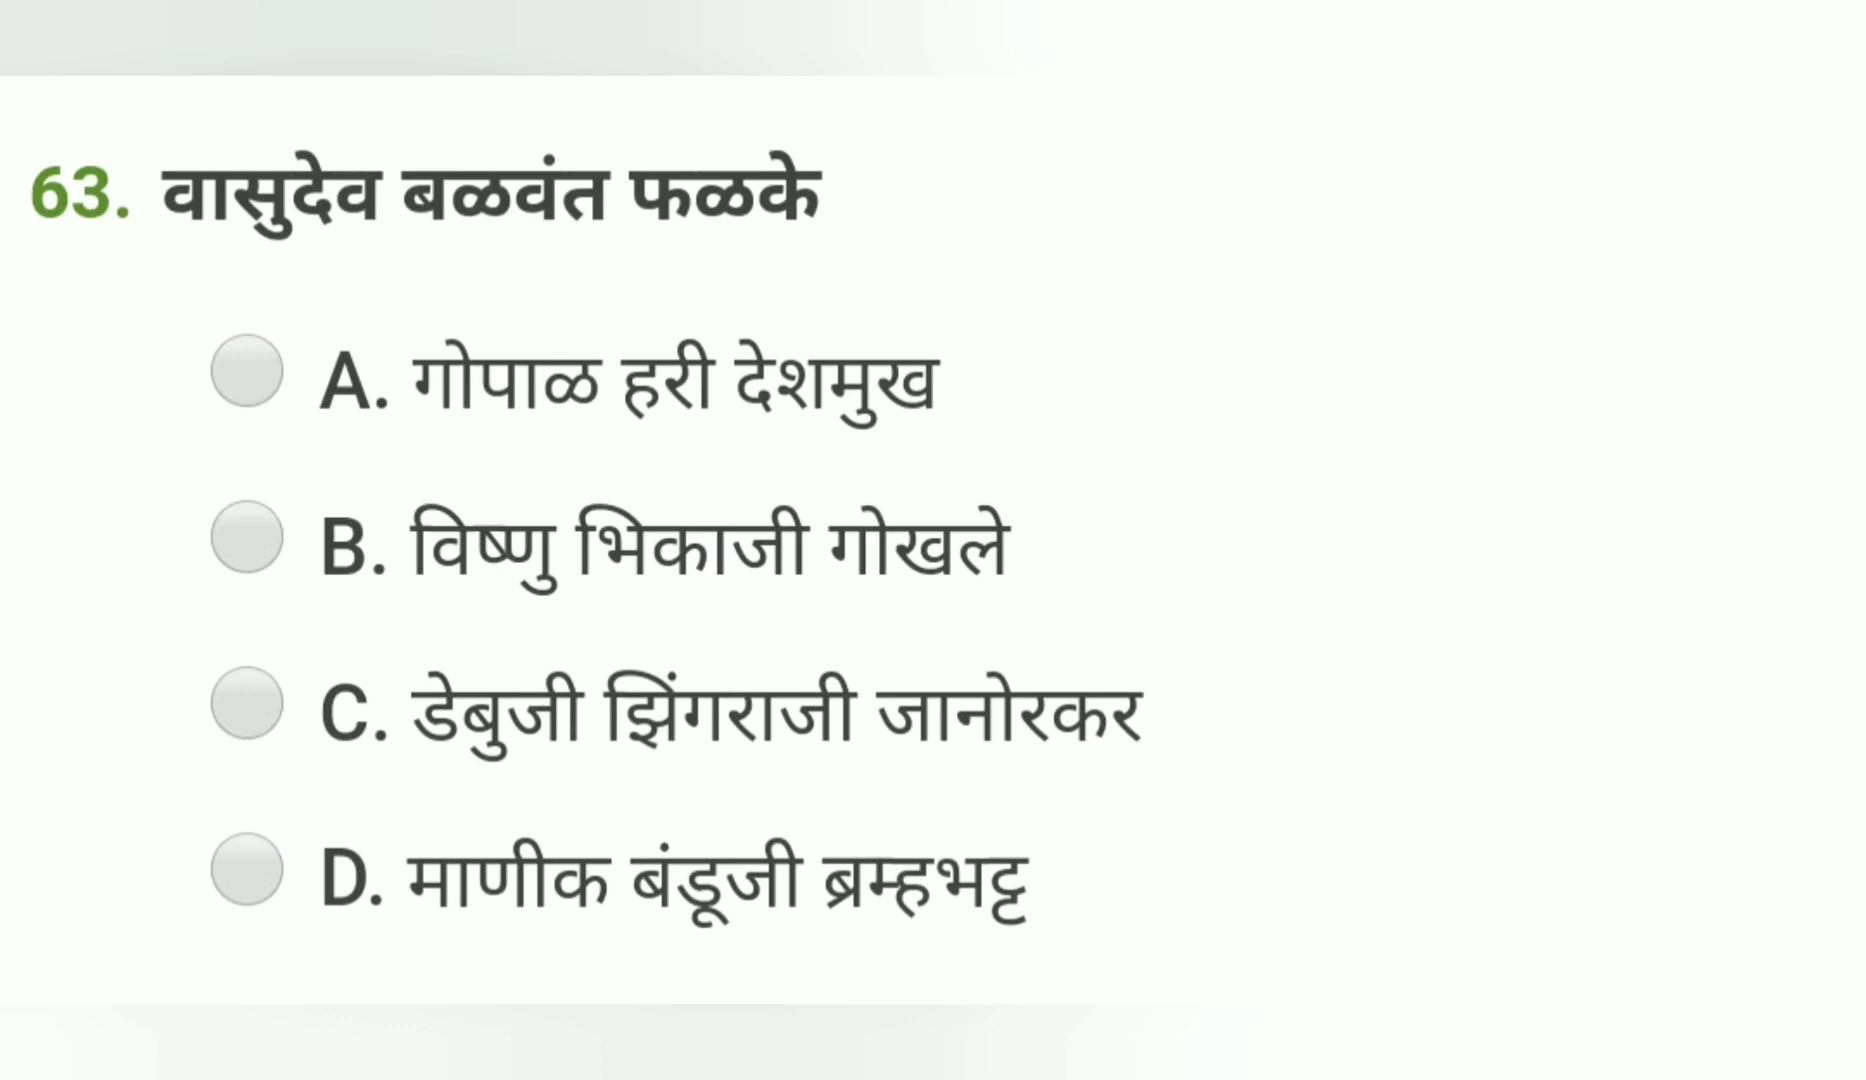 63. वासुदेव बळवंत फळके
A. गोपाळ हरी देशमुख
B. विष्णु भिकाजी गोखले
C. डेबुजी झिंगराजी जानोरकर
D. माणीक बंडूजी ब्रम्हभट्ट